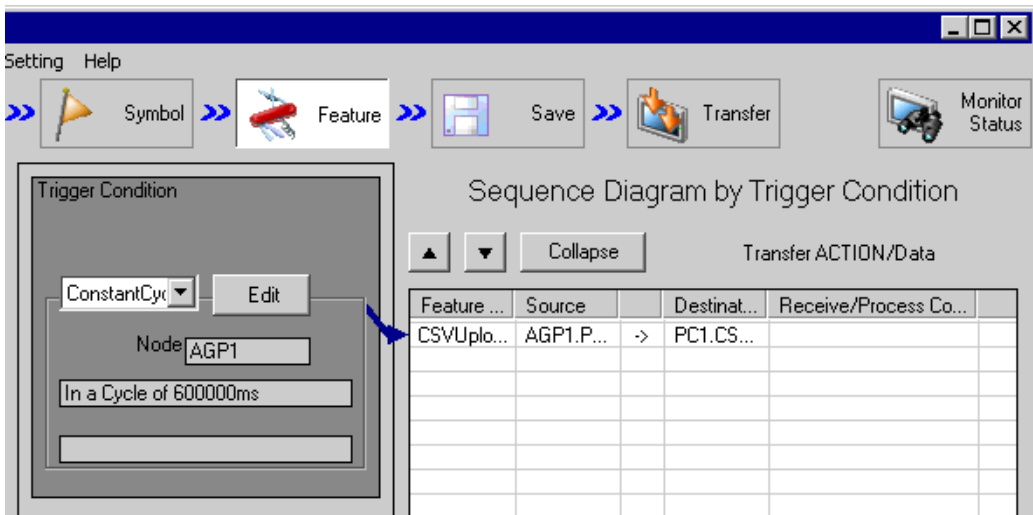 Setting Help
Symbol
Feature
Save
Transfer
Monitor
Status
Trigger Condition
ConstantCyc
Edit
Node AGP1
In a Cycle of 600000ms
Sequence Diagram by Trigger Condition
Collapse
Transfer ACTION/Data
Feature ... Source Destinat... Receive/Process Co...
CSVUplo... AGP1.P... -> PC1.CS...